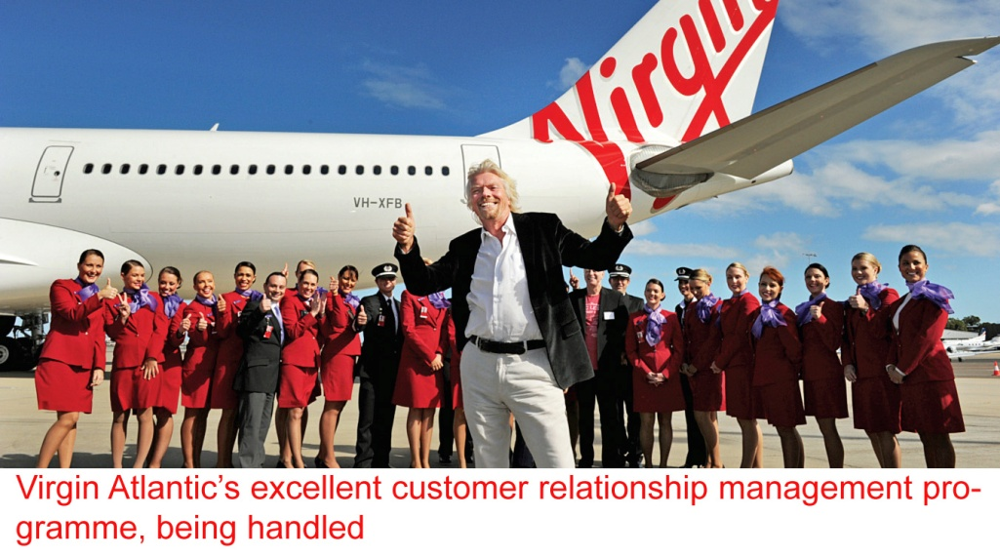 Virgin
VH-XFB
Virgin Atlantic's excellent customer relationship management pro-
gramme, being handled